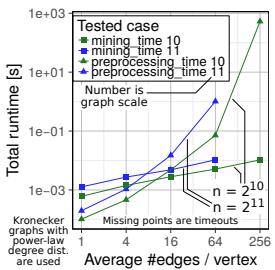 Total runtime [s]
1e+03
1e+01
1e−01
1e−03
Tested case
mining_time 10
mining_time 11
preprocessing_time 10
preprocessing_time 11
Number is
graph scale
n = 2^10
n = 2^11
Missing points are timeouts
Kronecker
graphs with
power-law
degree dist.
are used
1 4 16 64 256
Average #edges / vertex